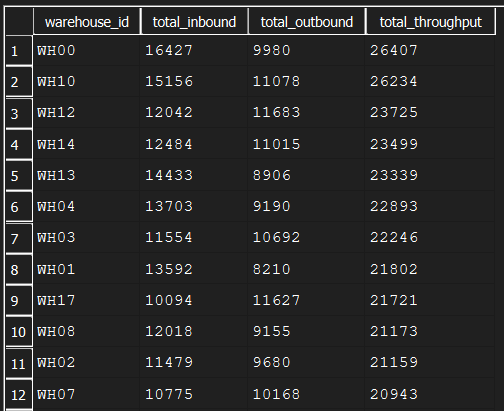 warehouse_id total_inbound total_outbound total_throughput
1 WH00 16427 9980 26407
2 WH10 15156 11078 26234
3 WH12 12042 11683 23725
4 WH14 12484 11015 23499
5 WH13 14433 8906 23339
6 WH04 13703 9190 22893
7 WH03 11554 10692 22246
8 WH01 13592 8210 21802
9 WH17 10094 11627 21721
10 WH08 12018 9155 21173
11 WH02 11479 9680 21159
12 WH07 10775 10168 20943